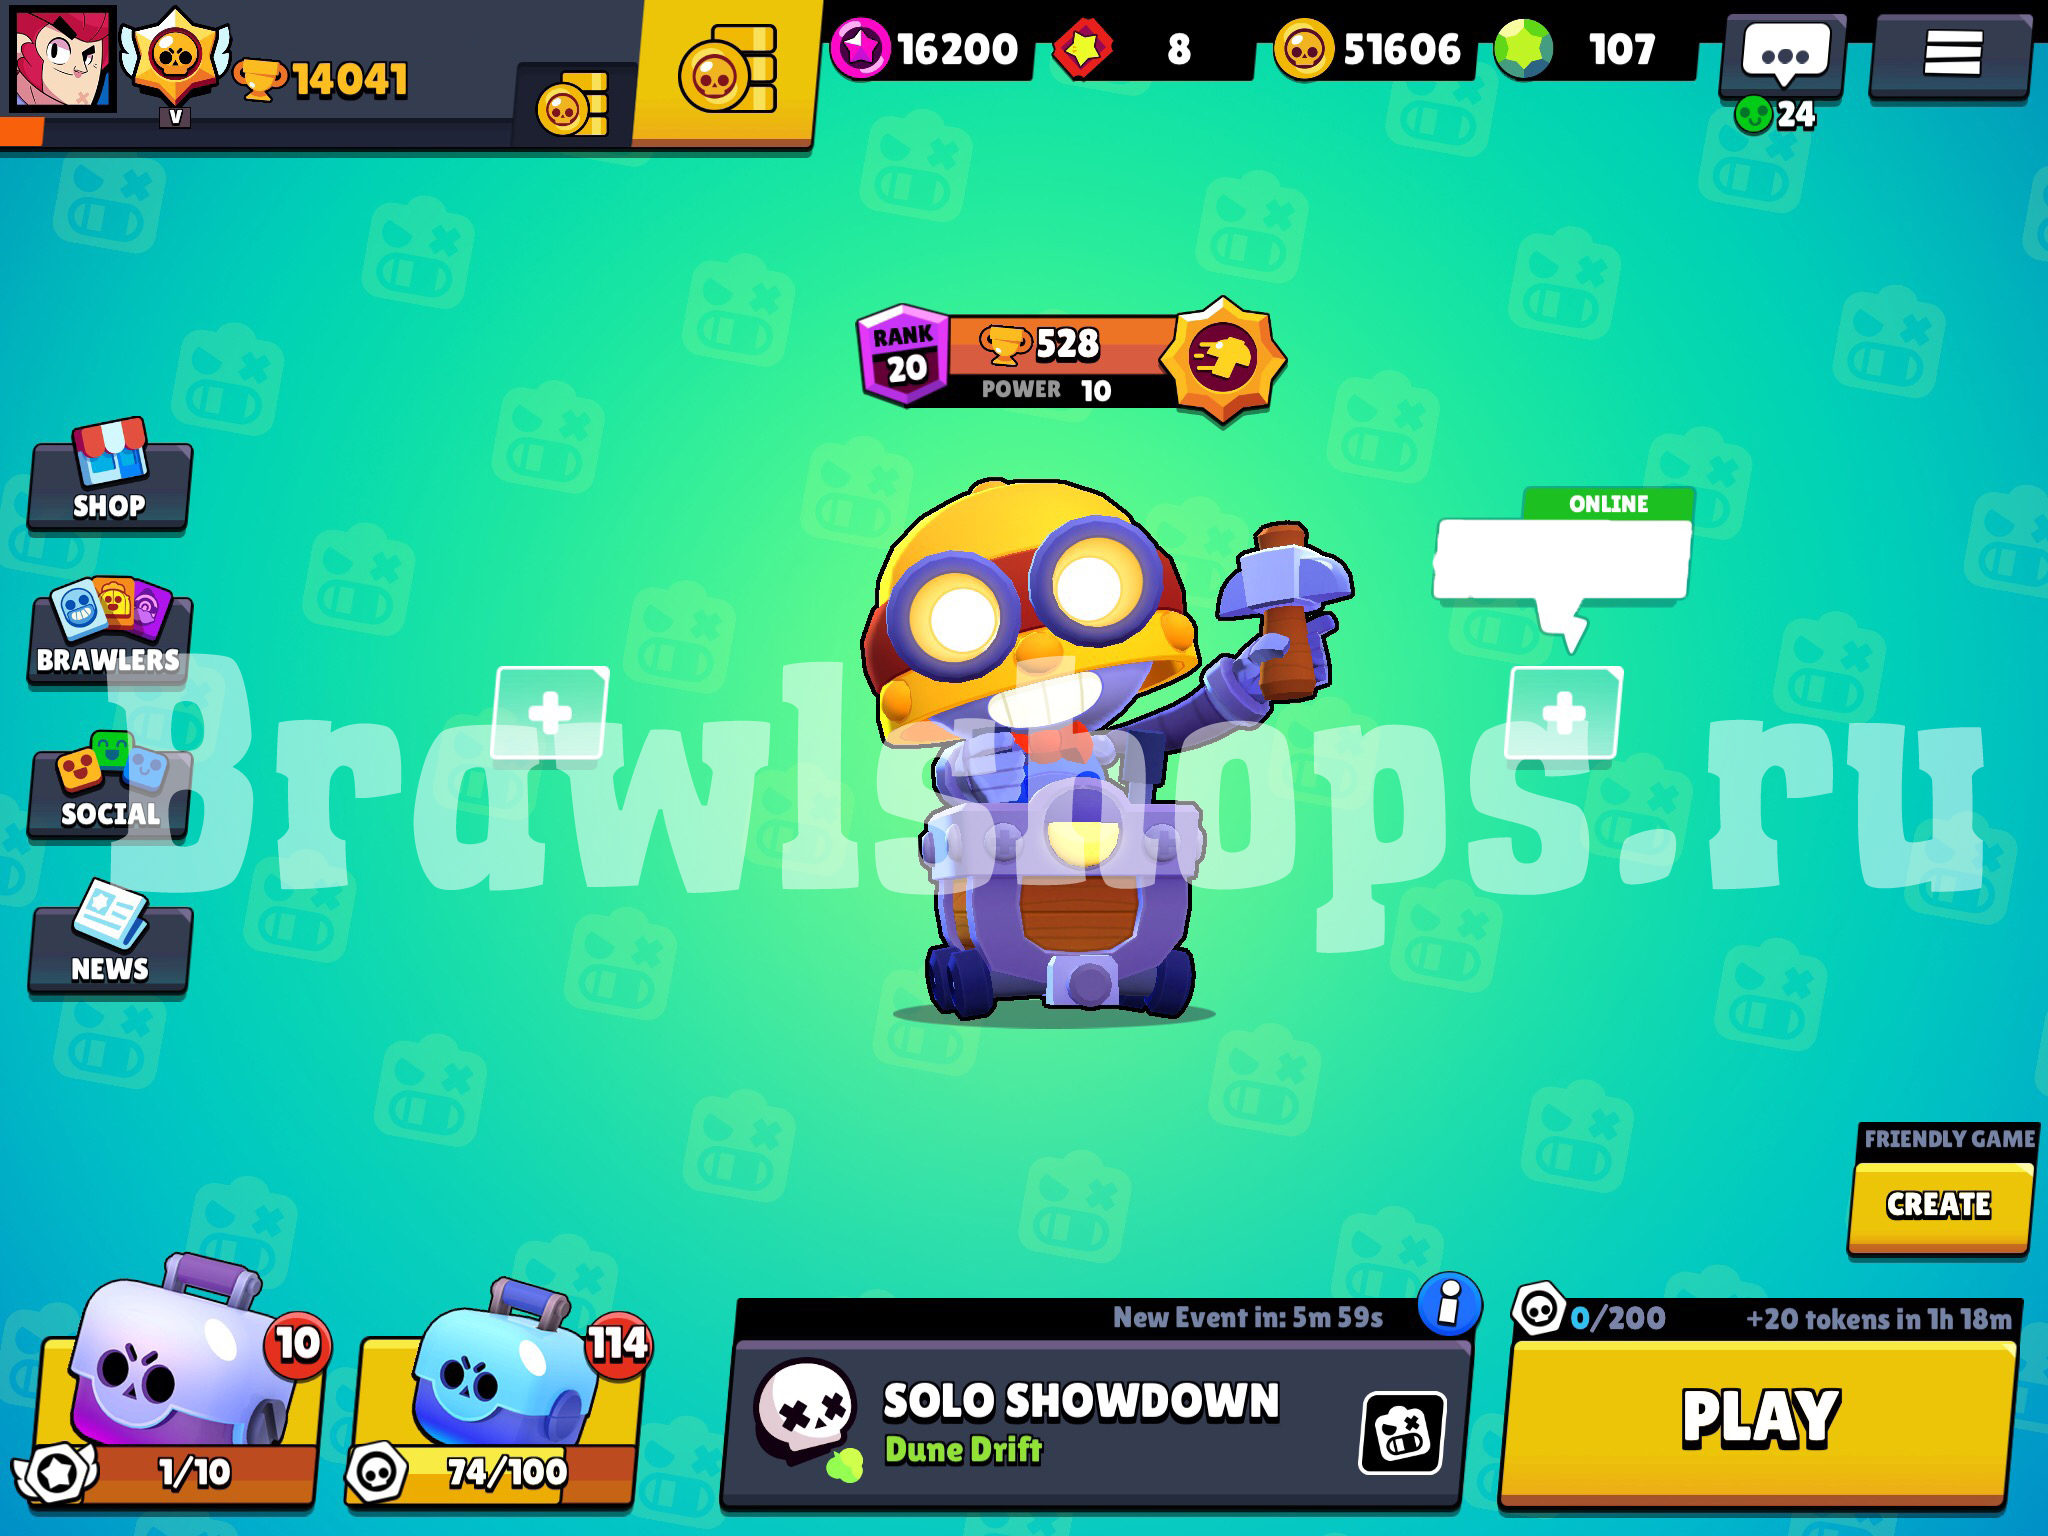 14041
V
16200
8
51606
107
24
RANK
20
528
POWER 10
SHOP
ONLINE
BRAWLERS
SOCIAL
NEWS
Brawlshops.ru
FRIENDLY GAME
CREATE
10
1/10
114
74/100
New Event in: 5m 59s
SOLO SHOWDOWN
Dune Drift
0/200
+20 tokens in 1h 18m
PLAY